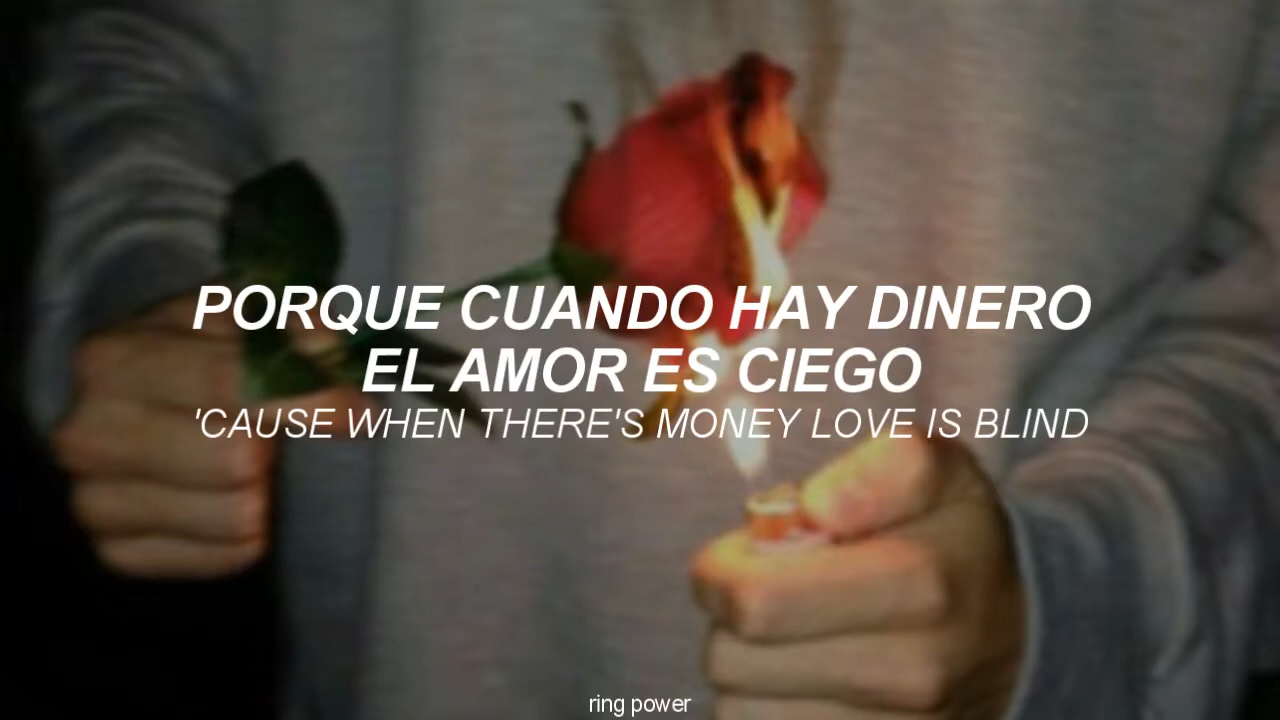 PORQUE CUANDO HAY DINERO
EL AMOR ES CIEGO
'CAUSE WHEN THERE'S MONEY LOVE IS BLIND
ring power